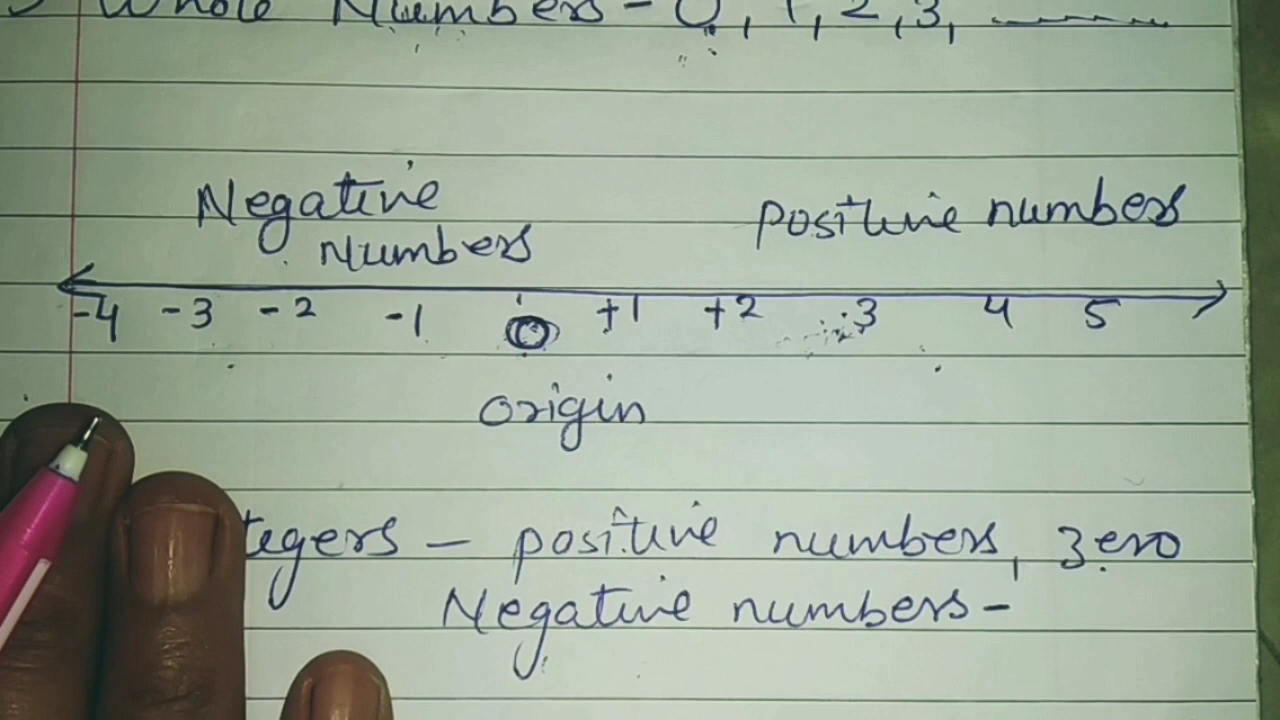 Whole Numbers - 0, 1, 2, 3, ........
Negative Positive numbers
Numbers
-4 -3 -2 -1 0 +1 +2 3 4 5
origin
tegers - positive numbers, zero
Negative numbers -